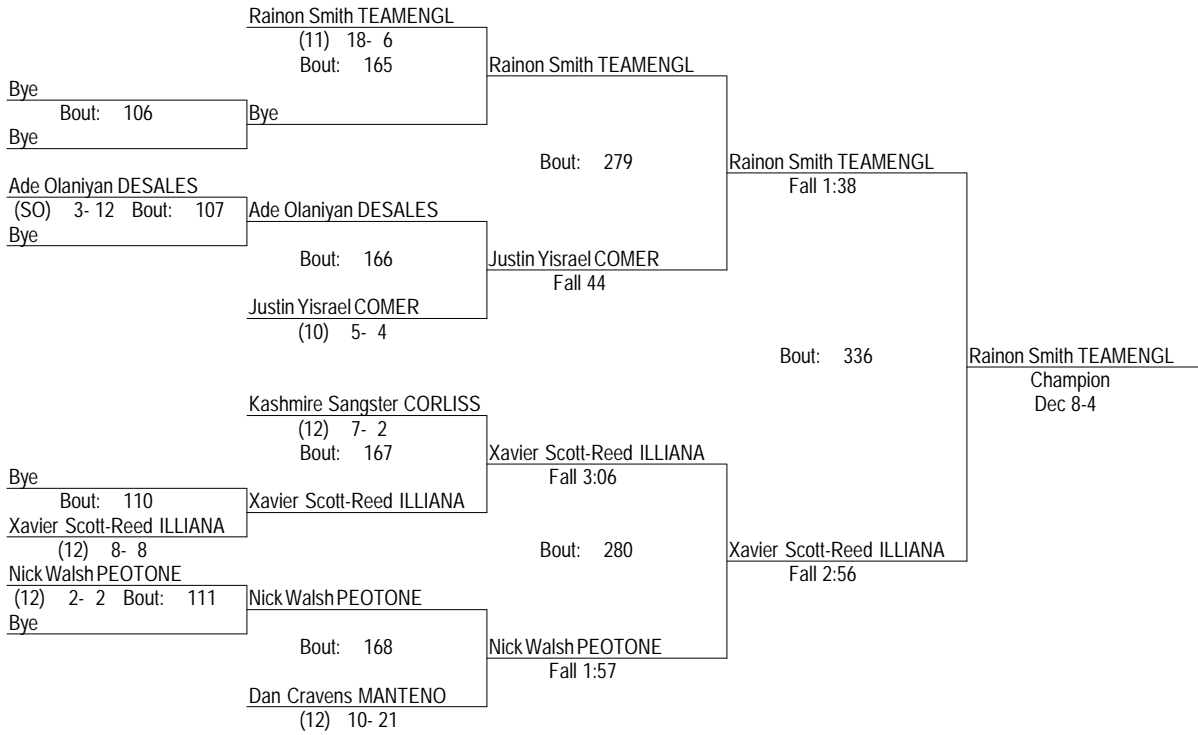 Rainon Smith TEAMENGL
(11) 18- 6
Bout: 165
Rainon Smith TEAMENGL
Bye
Bout: 106
Bye
Bye
Bout: 279
Rainon Smith TEAMENGL
Fall 1:38
Ade Olaniyan DESALES
(SO) 3- 12 Bout: 107
Ade Olaniyan DESALES
Bye
Bout: 166
Justin Yisrael COMER
Fall 44
Justin Yisrael COMER
(10) 5- 4
Bout: 336
Rainon Smith TEAMENGL
Champion
Dec 8-4
Kashmire Sangster CORLISS
(12) 7- 2
Bout: 167
Xavier Scott-Reed ILLIANA
Fall 3:06
Bye
Bout: 110
Xavier Scott-Reed ILLIANA
Xavier Scott-Reed ILLIANA
(12) 8- 8
Bout: 280
Xavier Scott-Reed ILLIANA
Fall 2:56
Nick Walsh PEOTONE
(12) 2- 2 Bout: 111
Nick Walsh PEOTONE
Bye
Bout: 168
Nick Walsh PEOTONE
Fall 1:57
Dan Cravens MANTENO
(12) 10- 21